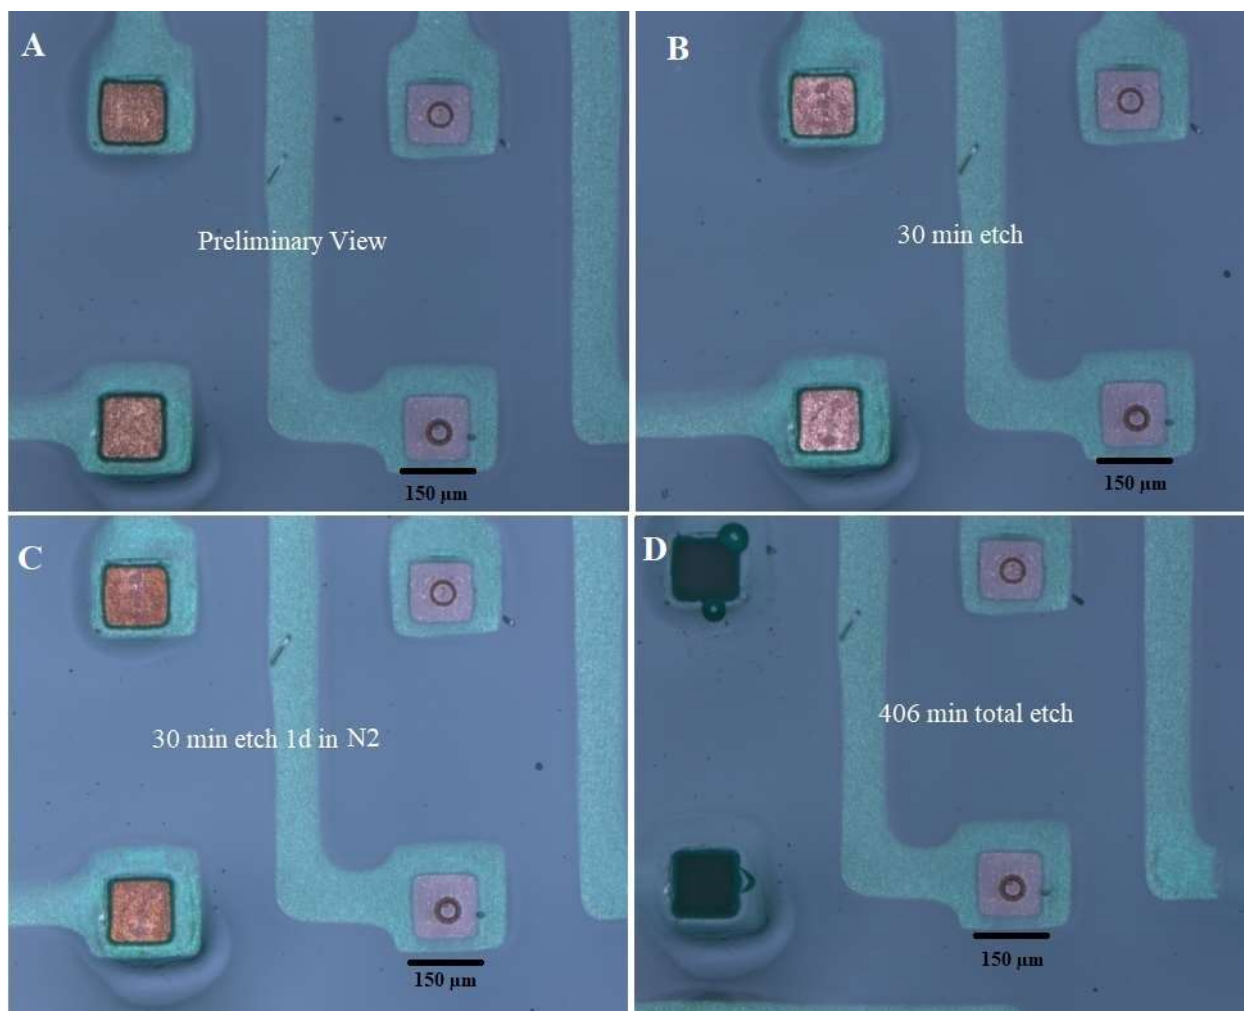 A
B
Preliminary View
30 min etch
150 µm
150 µm
C
D
30 min etch 1d in N2
406 min total etch
150 µm
150 µm